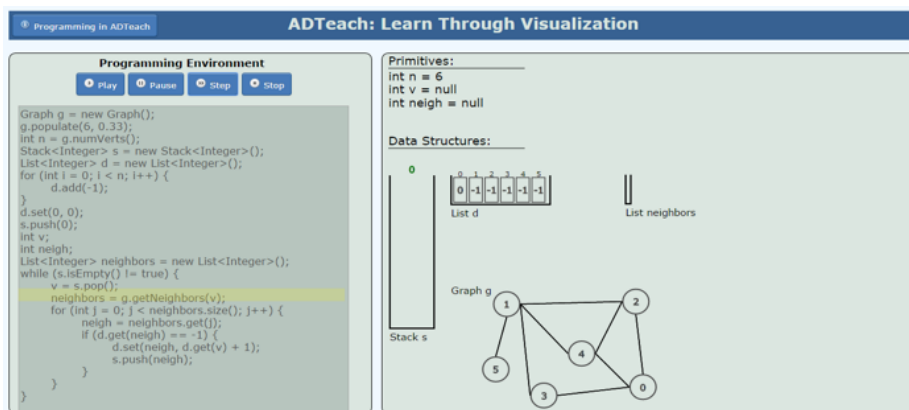 Programming in ADTeach
ADTeach: Learn Through Visualization
Programming Environment
Play Pause Step Stop
Graph g = new Graph();
g.populate(6, 0.33);
int n = g.numVerts();
Stack<Integer> s = new Stack<Integer>();
List<Integer> d = new List<Integer>();
for (int i = 0; i < n; i++) {
d.add(-1);
}
d.set(0, 0);
s.push(0);
int v;
int neigh;
List<Integer> neighbors = new List<Integer>();
while (s.isEmpty() != true) {
v = s.pop();
neighbors = g.getNeighbors(v);
for (int j = 0; j < neighbors.size(); j++) {
neigh = neighbors.get(j);
if (d.get(neigh) == -1) {
d.set(neigh, d.get(v) + 1);
s.push(neigh);
}
}
}
Primitives:
int n = 6
int v = null
int neigh = null
Data Structures:
0
Stack s
0 1 2 3 4 5
0 -1 -1 -1 -1 -1
List d
List neighbors
Graph g
1
2
4
5
3
0